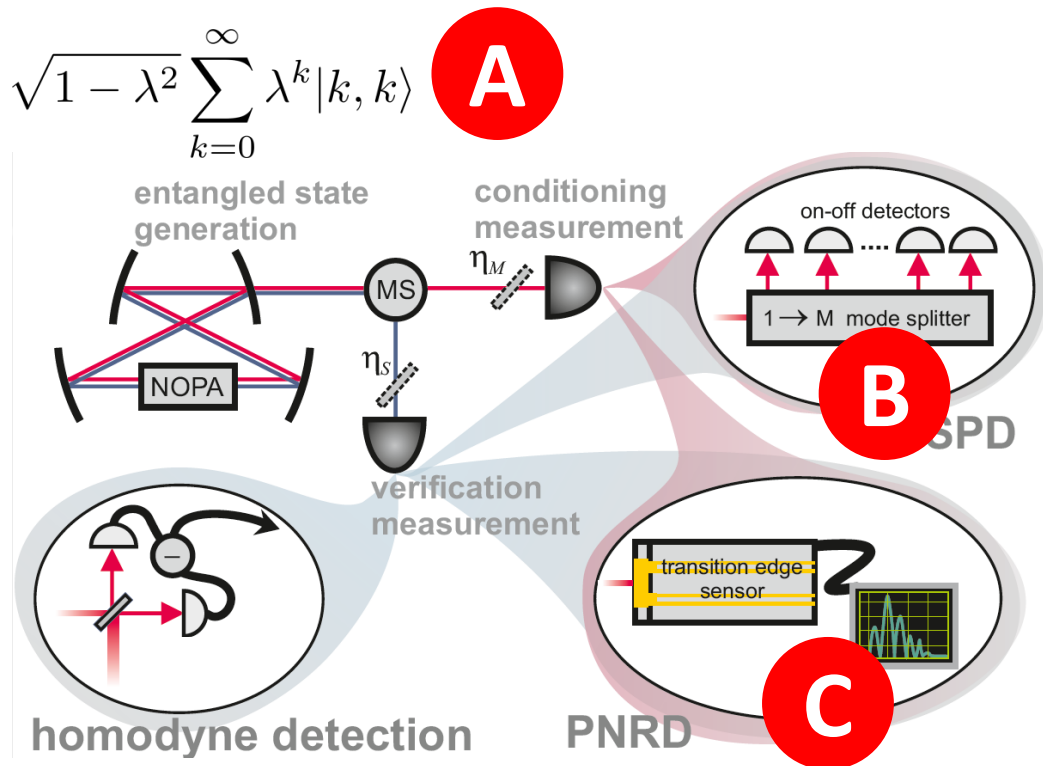 √1 − λ² ∑ λᵏ|k, k⟩
∞
k=0
A
entangled state
generation
conditioning
measurement
η_M
MS
NOPA
η_S
verification
measurement
on-off detectors
....
1 → M mode splitter
B
SPD
homodyne detection
−
transition edge
sensor
PNRD
C